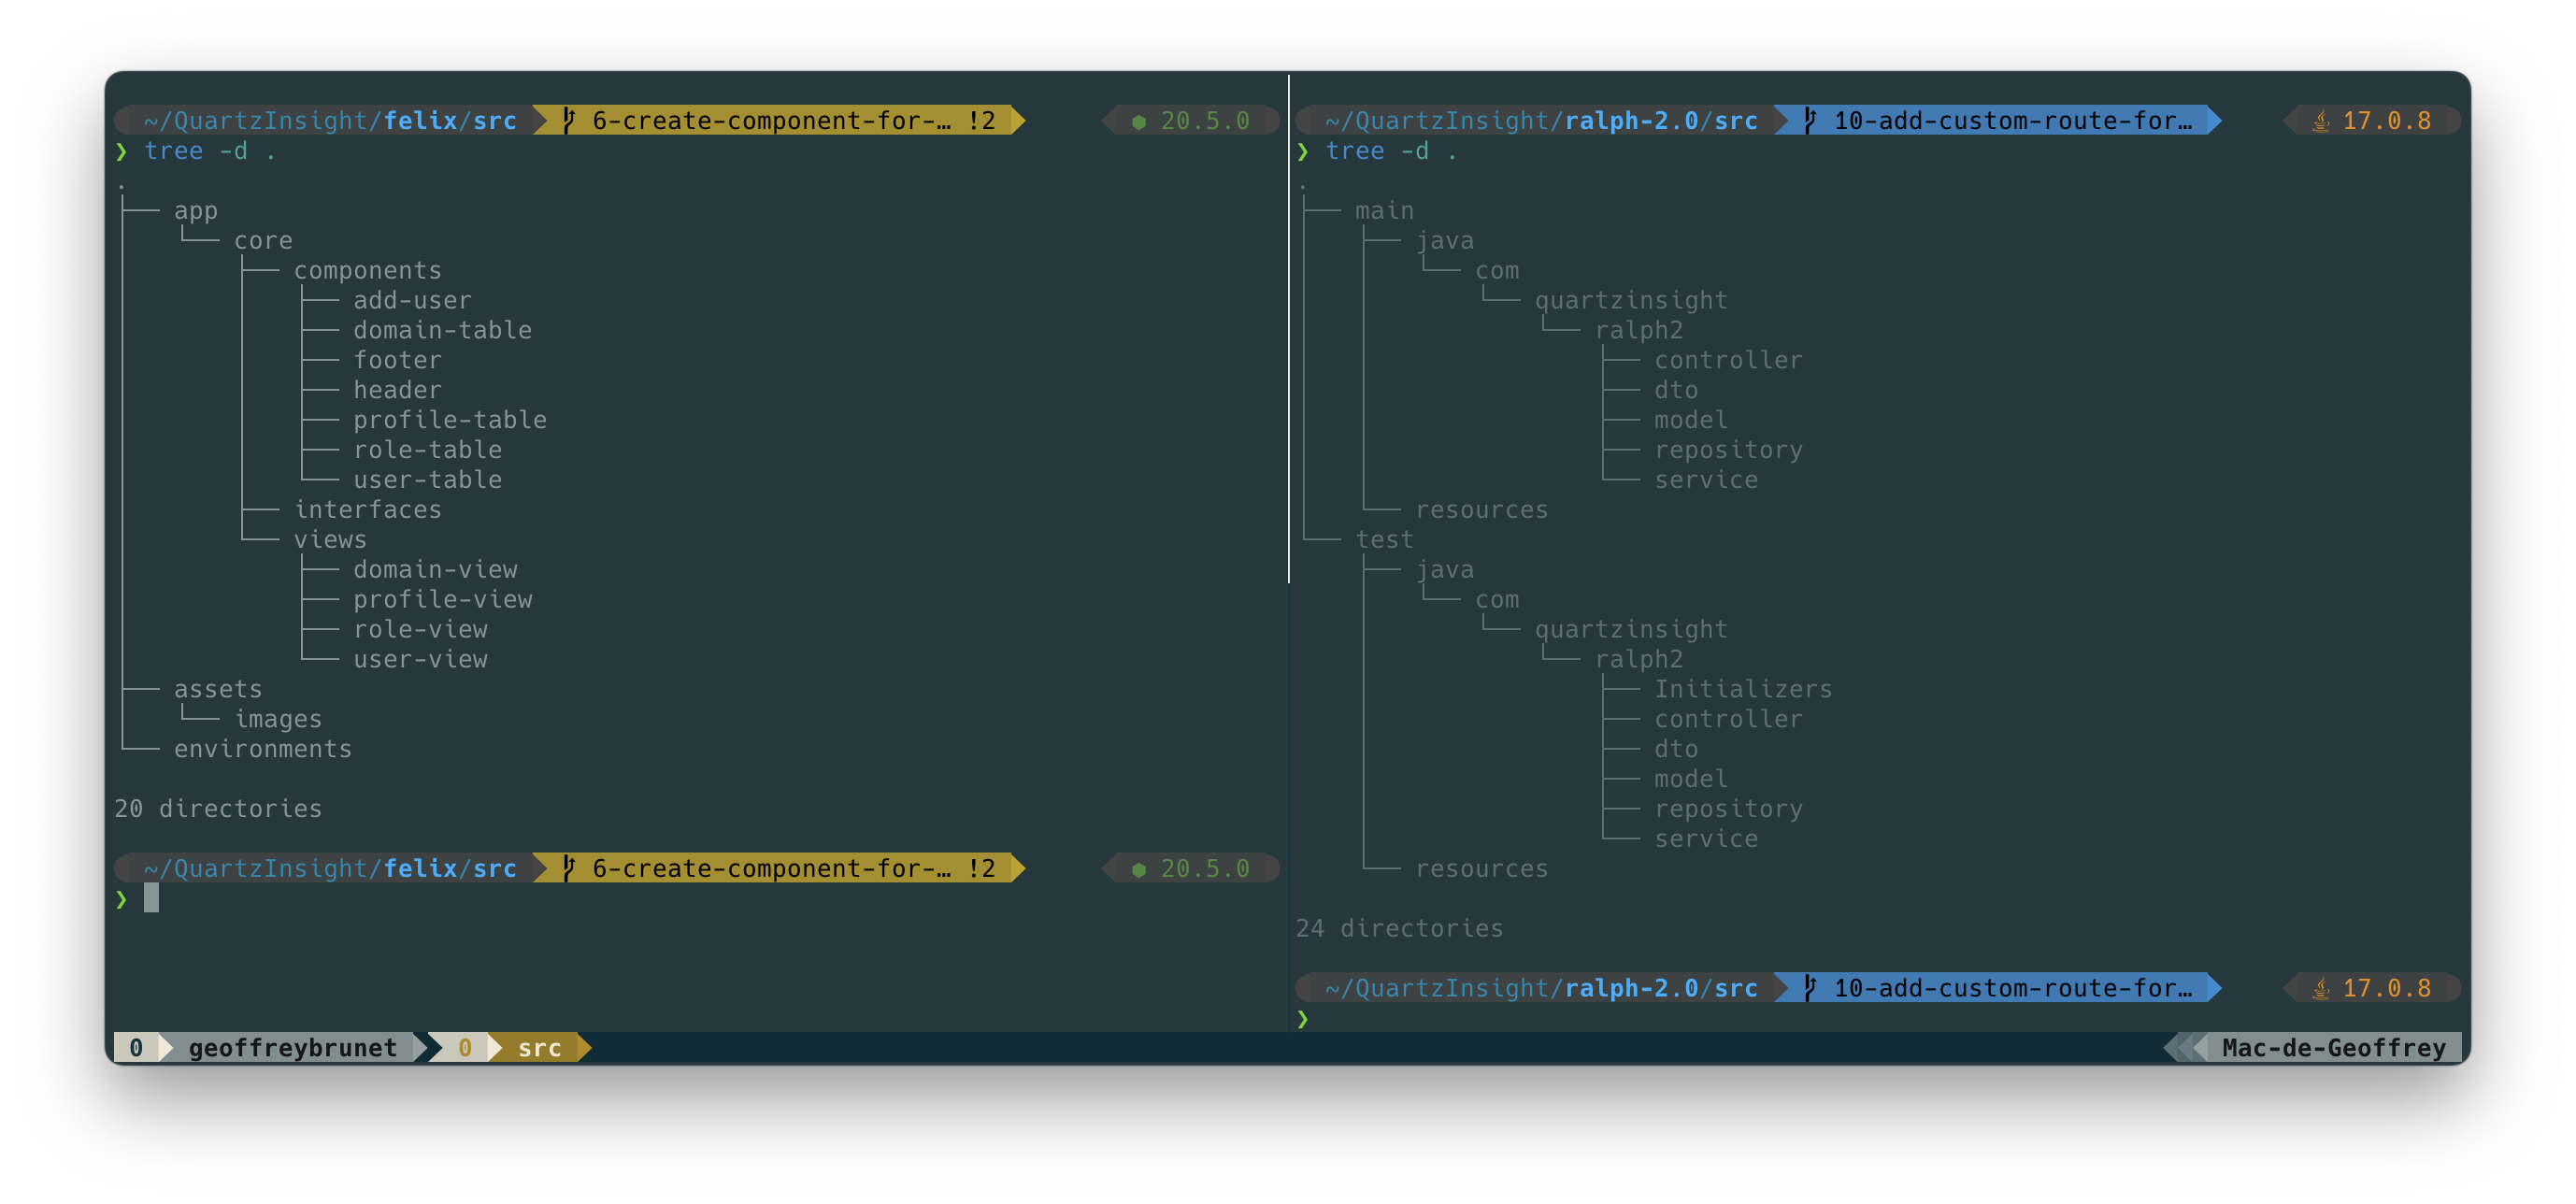 ~/QuartzInsight/felix/src 6-create-component-for-… !2 20.5.0
❯ tree -d .
.
├── app
│   └── core
│       ├── components
│       │   ├── add-user
│       │   ├── domain-table
│       │   ├── footer
│       │   ├── header
│       │   ├── profile-table
│       │   ├── role-table
│       │   └── user-table
│       ├── interfaces
│       └── views
│           ├── domain-view
│           ├── profile-view
│           ├── role-view
│           └── user-view
├── assets
│   └── images
└── environments
20 directories
~/QuartzInsight/felix/src 6-create-component-for-… !2 20.5.0
❯
~/QuartzInsight/ralph-2.0/src 10-add-custom-route-for… 17.0.8
❯ tree -d .
.
├── main
│   ├── java
│   │   └── com
│   │       └── quartzinsight
│   │           └── ralph2
│   │               ├── controller
│   │               ├── dto
│   │               ├── model
│   │               ├── repository
│   │               └── service
│   └── resources
└── test
    ├── java
    │   └── com
    │       └── quartzinsight
    │           └── ralph2
    │               ├── Initializers
    │               ├── controller
    │               ├── dto
    │               ├── model
    │               ├── repository
    │               └── service
    └── resources
24 directories
~/QuartzInsight/ralph-2.0/src 10-add-custom-route-for… 17.0.8
❯
0 geoffreybrunet 0 src Mac-de-Geoffrey